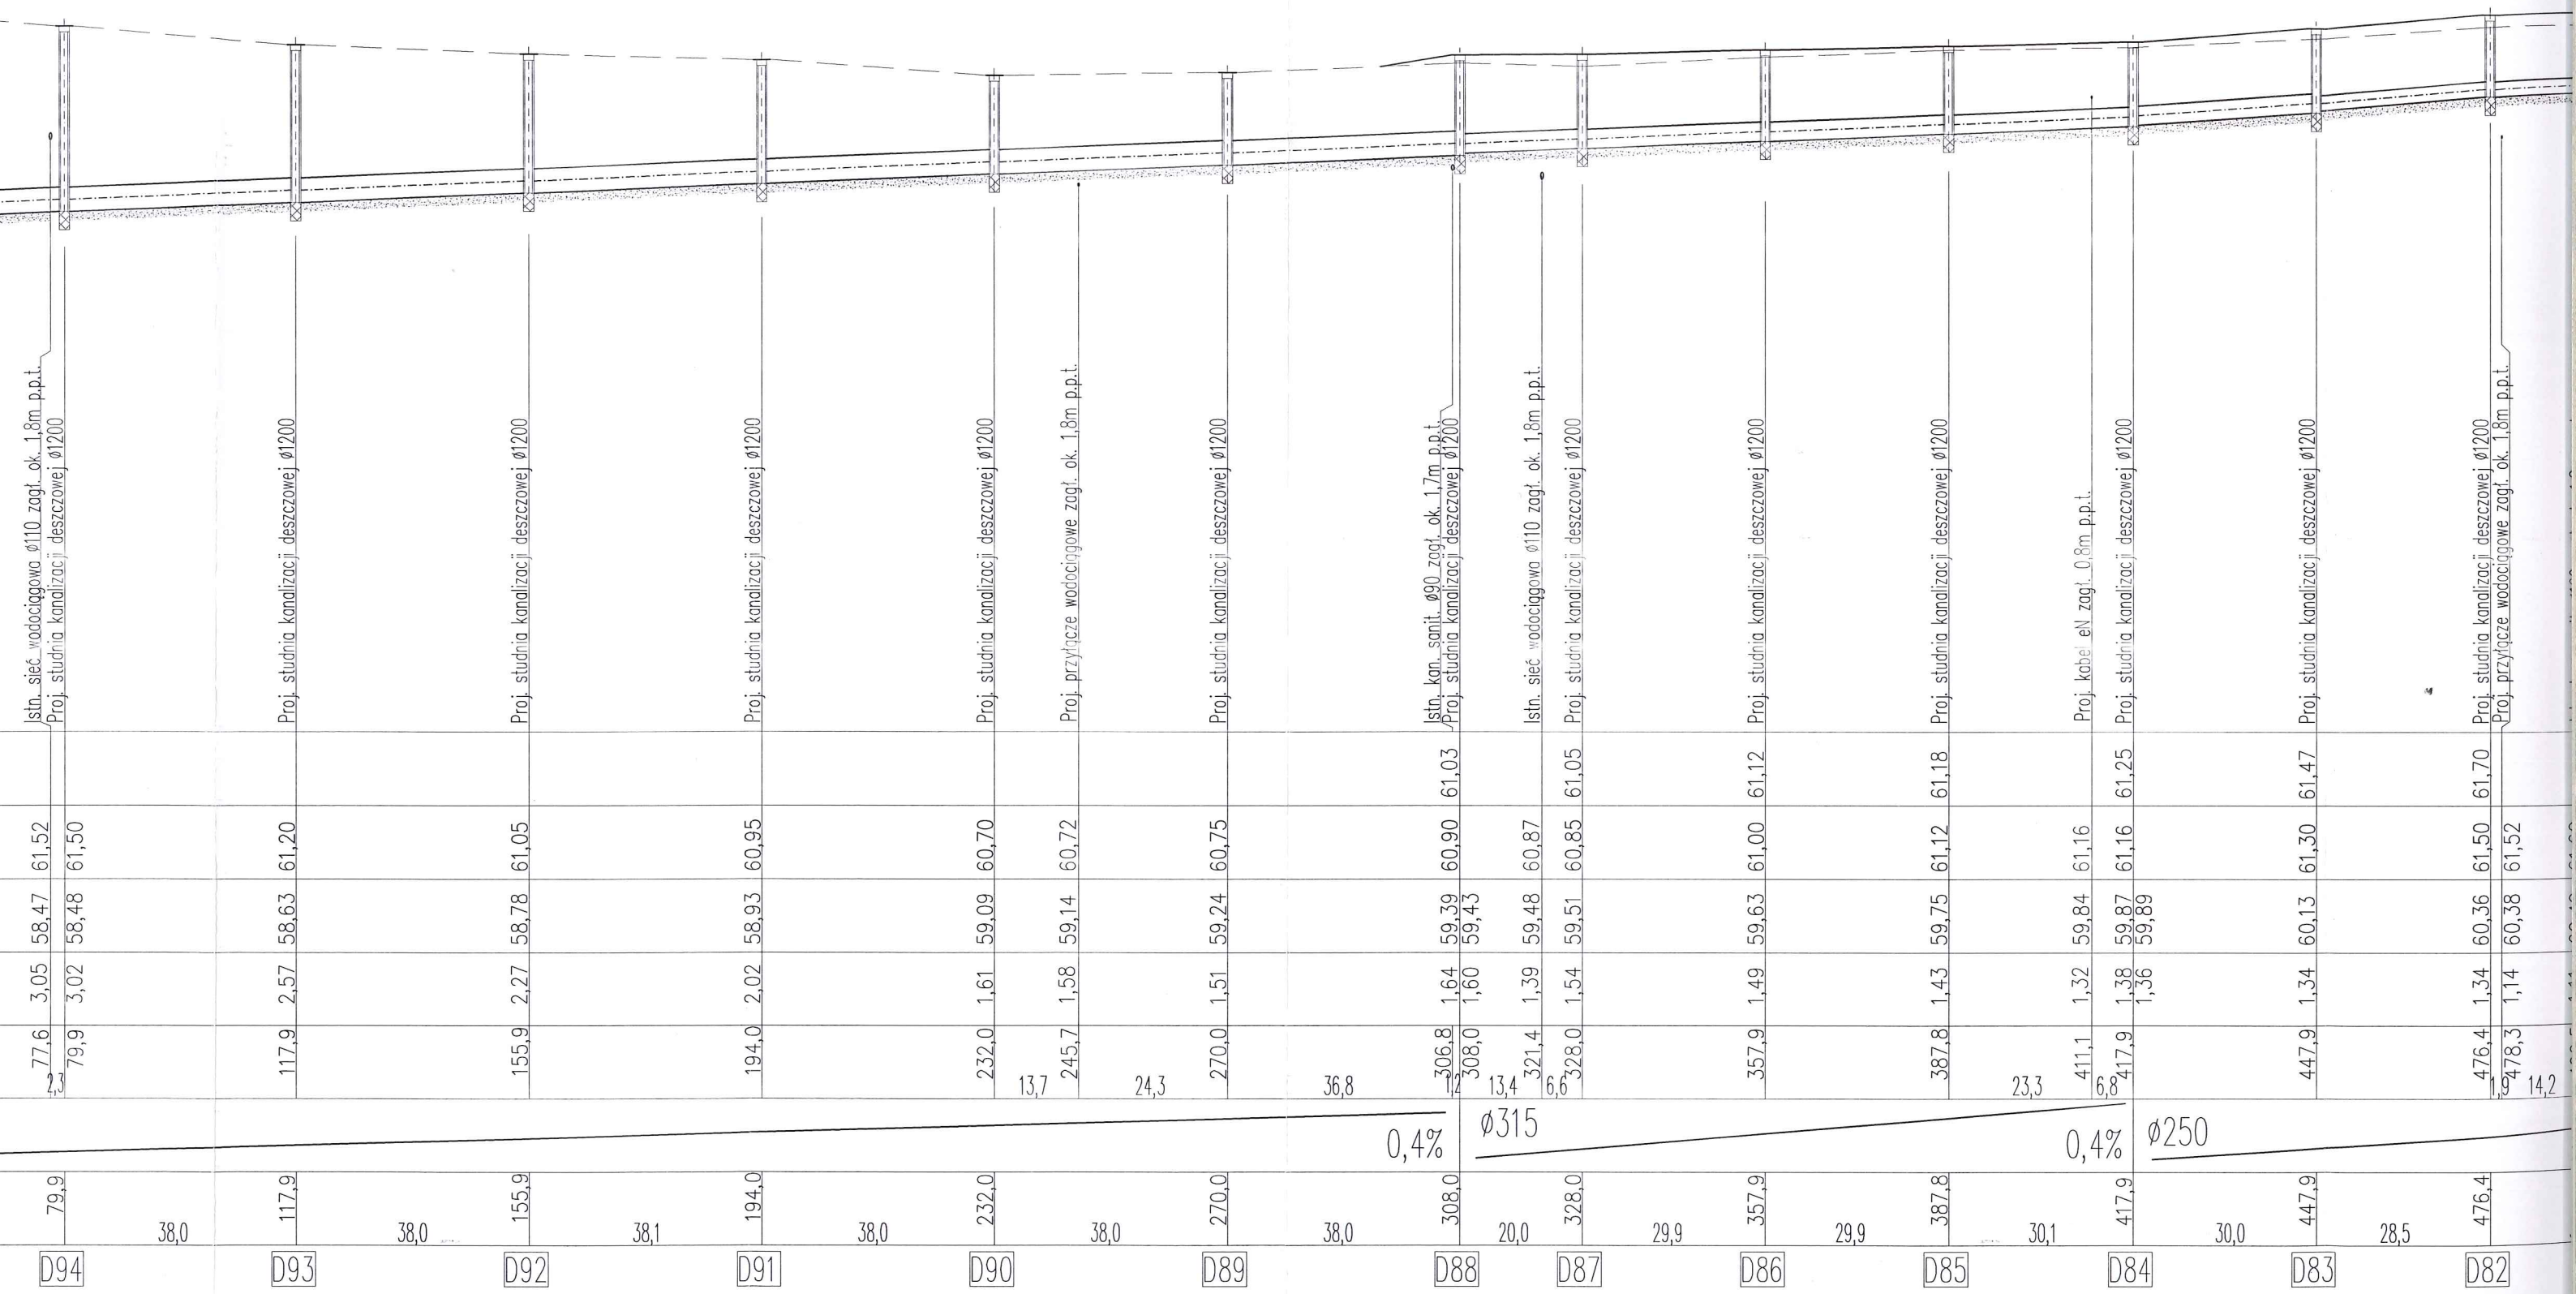 Istn. sieć wodociągowa ø110 zagł. ok. 1,8m p.p.t.
Proj. studnia kanalizacji deszczowej ø1200
Proj. studnia kanalizacji deszczowej ø1200
Proj. studnia kanalizacji deszczowej ø1200
Proj. studnia kanalizacji deszczowej ø1200
Proj. studnia kanalizacji deszczowej ø1200
Proj. przyłącze wodociągowe zagł. ok. 1,8m p.p.t.
Proj. studnia kanalizacji deszczowej ø1200
Istn. kan. sanit. ø90 zagł. ok. 1,7m p.p.t.
Proj. studnia kanalizacji deszczowej ø1200
Istn. sieć wodociągowa ø110 zagł. ok. 1,8m p.p.t.
Proj. studnia kanalizacji deszczowej ø1200
Proj. studnia kanalizacji deszczowej ø1200
Proj. studnia kanalizacji deszczowej ø1200
Proj. kabel eN zagł. 0,8m p.p.t.
Proj. studnia kanalizacji deszczowej ø1200
Proj. studnia kanalizacji deszczowej ø1200
Proj. studnia kanalizacji deszczowej ø1200
Proj. przyłącze wodociągowe zagł. ok. 1,8m p.p.t.
61,03 61,05 61,12 61,18 61,25 61,47 61,70
61,52 61,50 61,20 61,05 60,95 60,70 60,72 60,75 60,90 60,87 60,85 61,00 61,12 61,16 61,16 61,30 61,50 61,52
58,47 58,48 58,63 58,78 58,93 59,09 59,14 59,24 59,39 59,43 59,48 59,51 59,63 59,75 59,84 59,87 59,89 60,13 60,36 60,38
3,05 3,02 2,57 2,27 2,02 1,61 1,58 1,51 1,64 1,60 1,39 1,54 1,49 1,43 1,32 1,38 1,36 1,34 1,34 1,14
77,6 79,9 117,9 155,9 194,0 232,0 245,7 270,0 306,8 308,0 321,4 328,0 357,9 387,8 411,1 417,9 447,9 476,4 478,3
2,3 13,7 24,3 36,8 1,2 13,4 6,6 23,3 6,8 1,9 14,2
0,4% ø315 0,4% ø250
79,9 117,9 155,9 194,0 232,0 270,0 308,0 328,0 357,9 387,8 417,9 447,9 476,4
38,0 38,0 38,1 38,0 38,0 38,0 20,0 29,9 29,9 30,1 30,0 28,5
D94 D93 D92 D91 D90 D89 D88 D87 D86 D85 D84 D83 D82